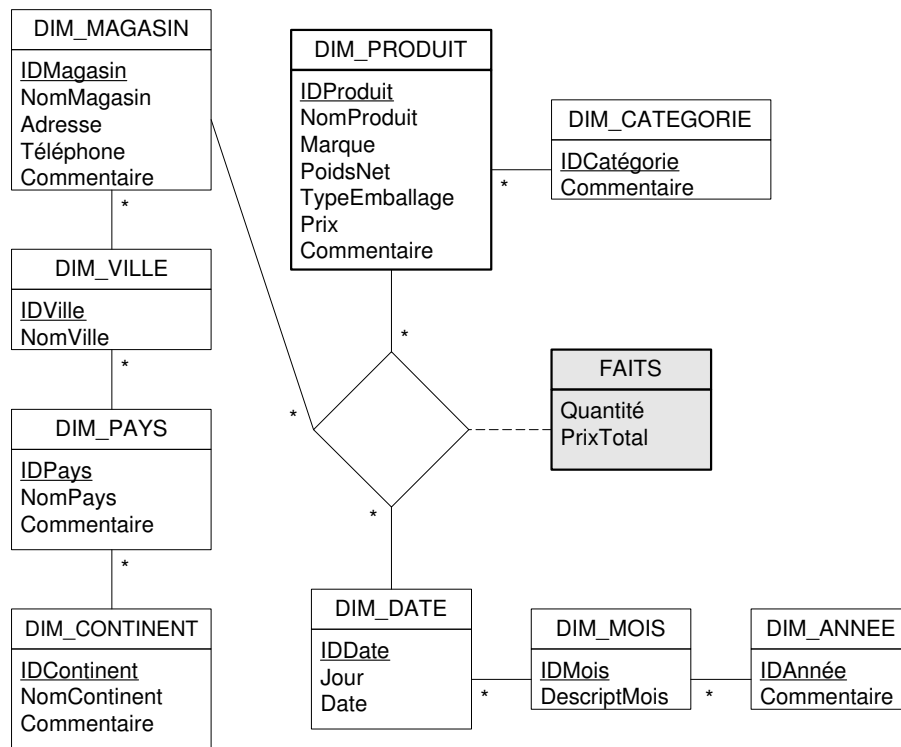 DIM_MAGASIN
IDMagasin
NomMagasin
Adresse
Téléphone
Commentaire
*
DIM_VILLE
IDVille
NomVille
*
DIM_PAYS
IDPays
NomPays
Commentaire
*
DIM_CONTINENT
IDContinent
NomContinent
Commentaire
DIM_PRODUIT
IDProduit
NomProduit
Marque
PoidsNet
TypeEmballage
Prix
Commentaire
*
DIM_CATEGORIE
IDCatégorie
Commentaire
*
*
*
FAITS
Quantité
PrixTotal
DIM_DATE
IDDate
Jour
Date
*
DIM_MOIS
IDMois
DescriptMois
*
DIM_ANNEE
IDAnnée
Commentaire